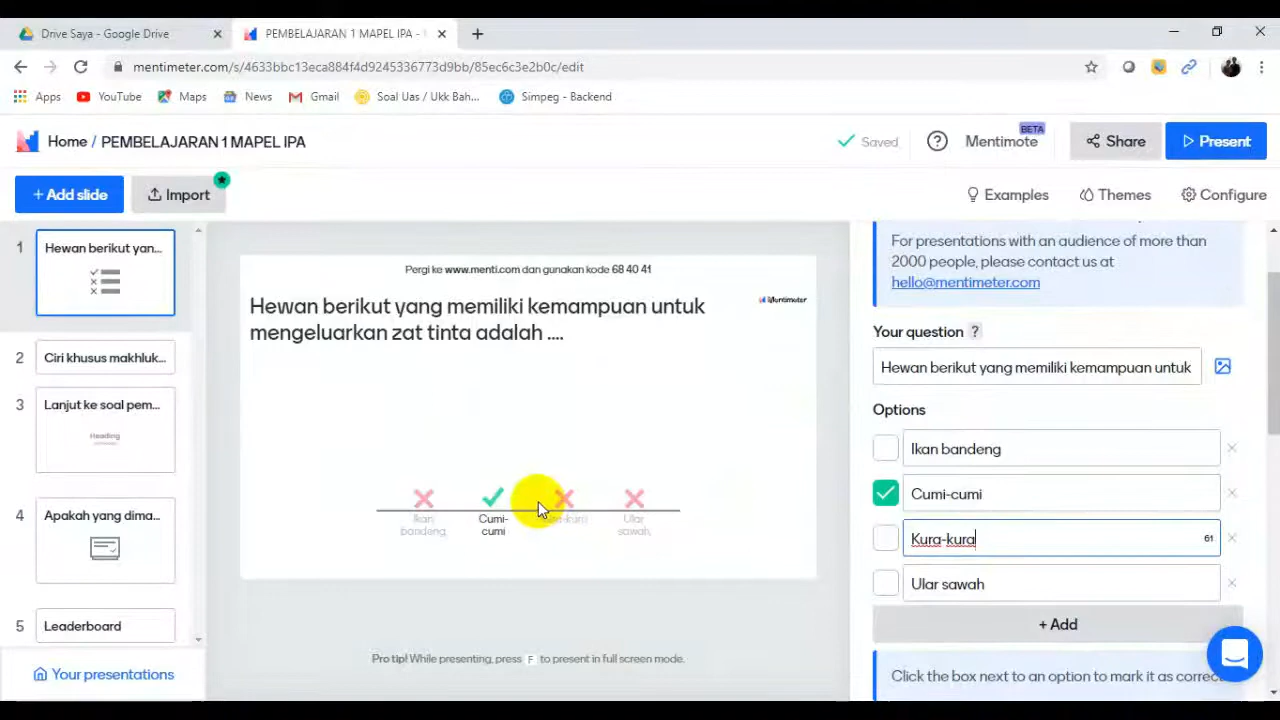 Drive Saya - Google Drive
PEMBELAJARAN 1 MAPEL IPA -
mentimeter.com/s/4633bbc13eca884f4d9245336773d9bb/85ec6c3e2b0c/edit
Apps YouTube Maps News Gmail Soal Uas / Ukk Bah... Simpeg - Backend
Home / PEMBELAJARAN 1 MAPEL IPA
Saved
?
Mentimote BETA
Share
Present
+ Add slide
Import
Examples
Themes
Configure
1 Hewan berikut yan...
2 Ciri khusus makhluk...
3 Lanjut ke soal pem...
Heading
4 Apakah yang dima...
5 Leaderboard
Your presentations
Pergi ke www.menti.com dan gunakan kode 68 40 41
Mentimeter
Hewan berikut yang memiliki kemampuan untuk
mengeluarkan zat tinta adalah ....
Ikan
bandeng
Cumi-
cumi
Ular
sawah,
Pro tip! While presenting, press F to present in full screen mode.
For presentations with an audience of more than
2000 people, please contact us at
hello@mentimeter.com
Your question ?
Hewan berikut yang memiliki kemampuan untuk
Options
Ikan bandeng
Cumi-cumi
Kura-kura 61
Ular sawah
+ Add
Click the box next to an option to mark it as correct